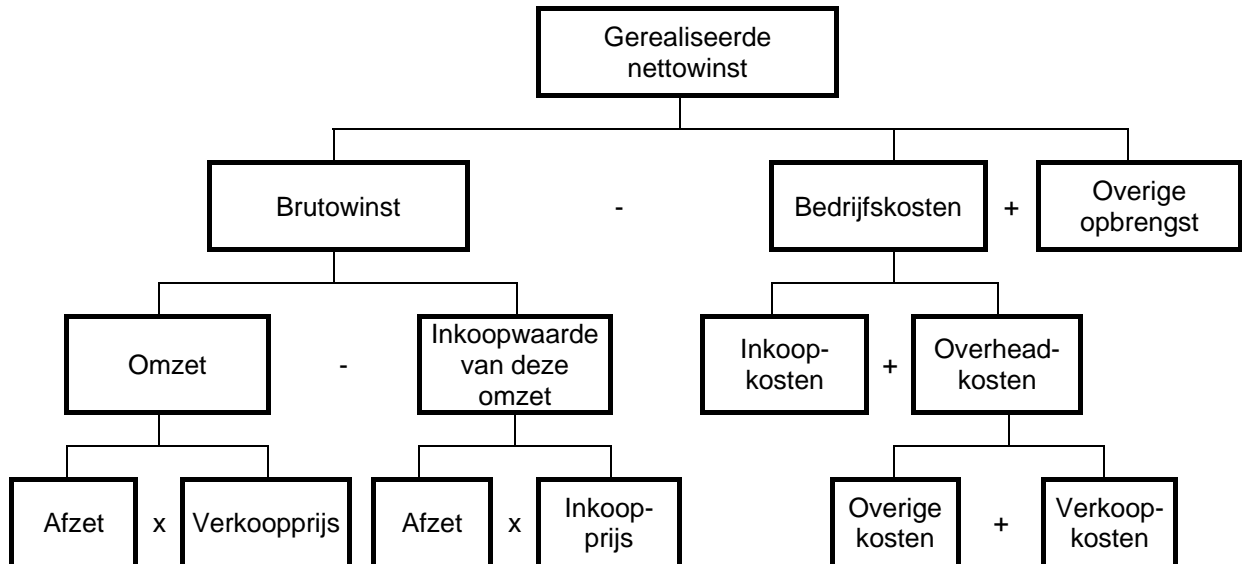 Gerealiseerde
nettowinst
Brutowinst
-
Bedrijfskosten
+
Overige
opbrengst
Omzet
-
Inkoopwaarde
van deze
omzet
Inkoop-
kosten
+
Overhead-
kosten
Afzet
x
Verkoopprijs
Afzet
x
Inkoop-
prijs
Overige
kosten
+
Verkoop-
kosten